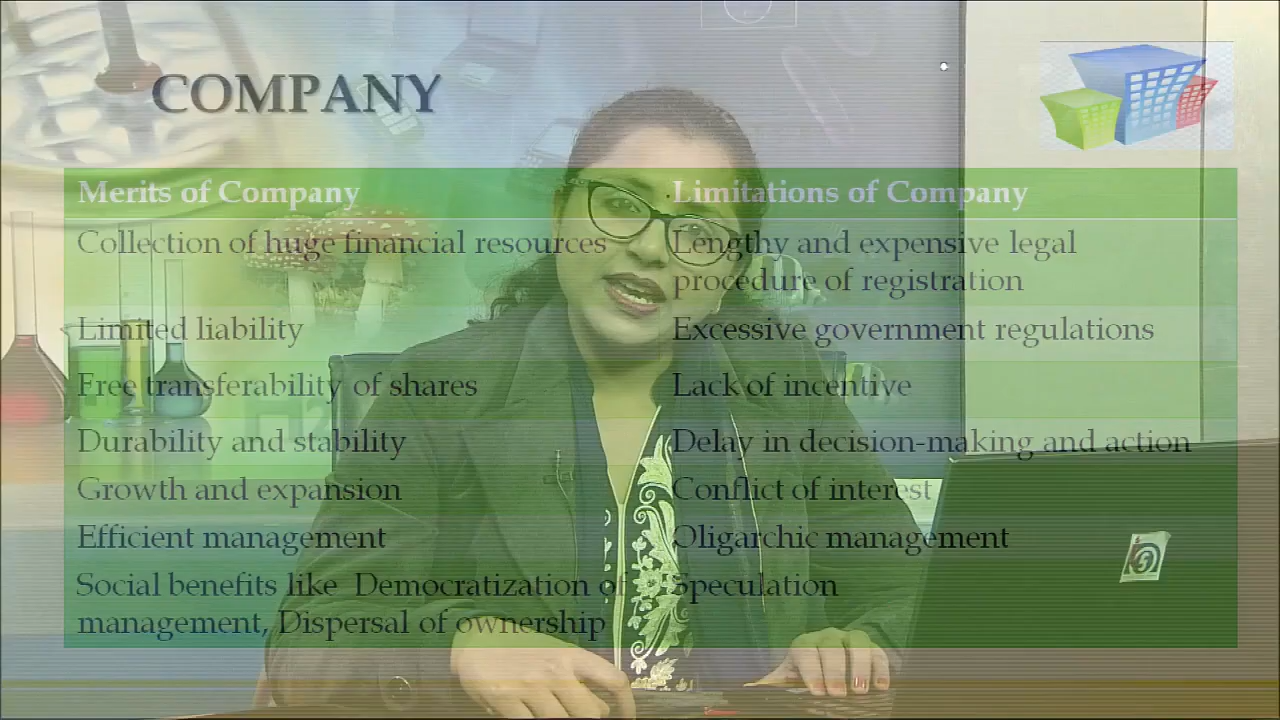 COMPANY
Merits of Company
Limitations of Company
Collection of huge financial resources
Lengthy and expensive legal
procedure of registration
Limited liability
Excessive government regulations
Free transferability of shares
Lack of incentive
Durability and stability
Delay in decision-making and action
Growth and expansion
Conflict of interest
Efficient management
Oligarchic management
Social benefits like Democratization of
management, Dispersal of ownership
Speculation